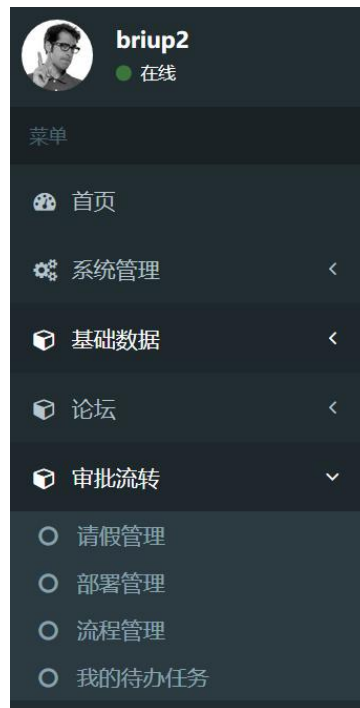 briup2
在线
菜单
首页
系统管理
基础数据
论坛
审批流转
请假管理
部署管理
流程管理
我的待办任务